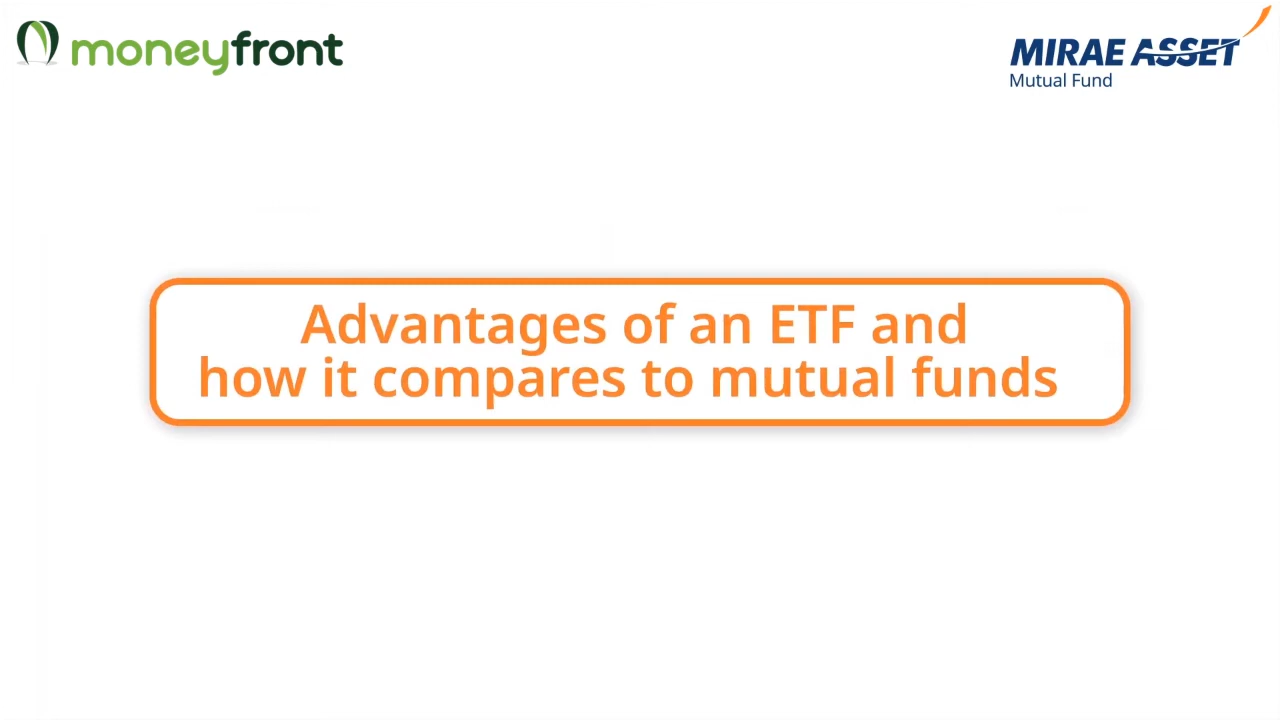 moneyfront
MIRAE ASSET
Mutual Fund
Advantages of an ETF and
how it compares to mutual funds